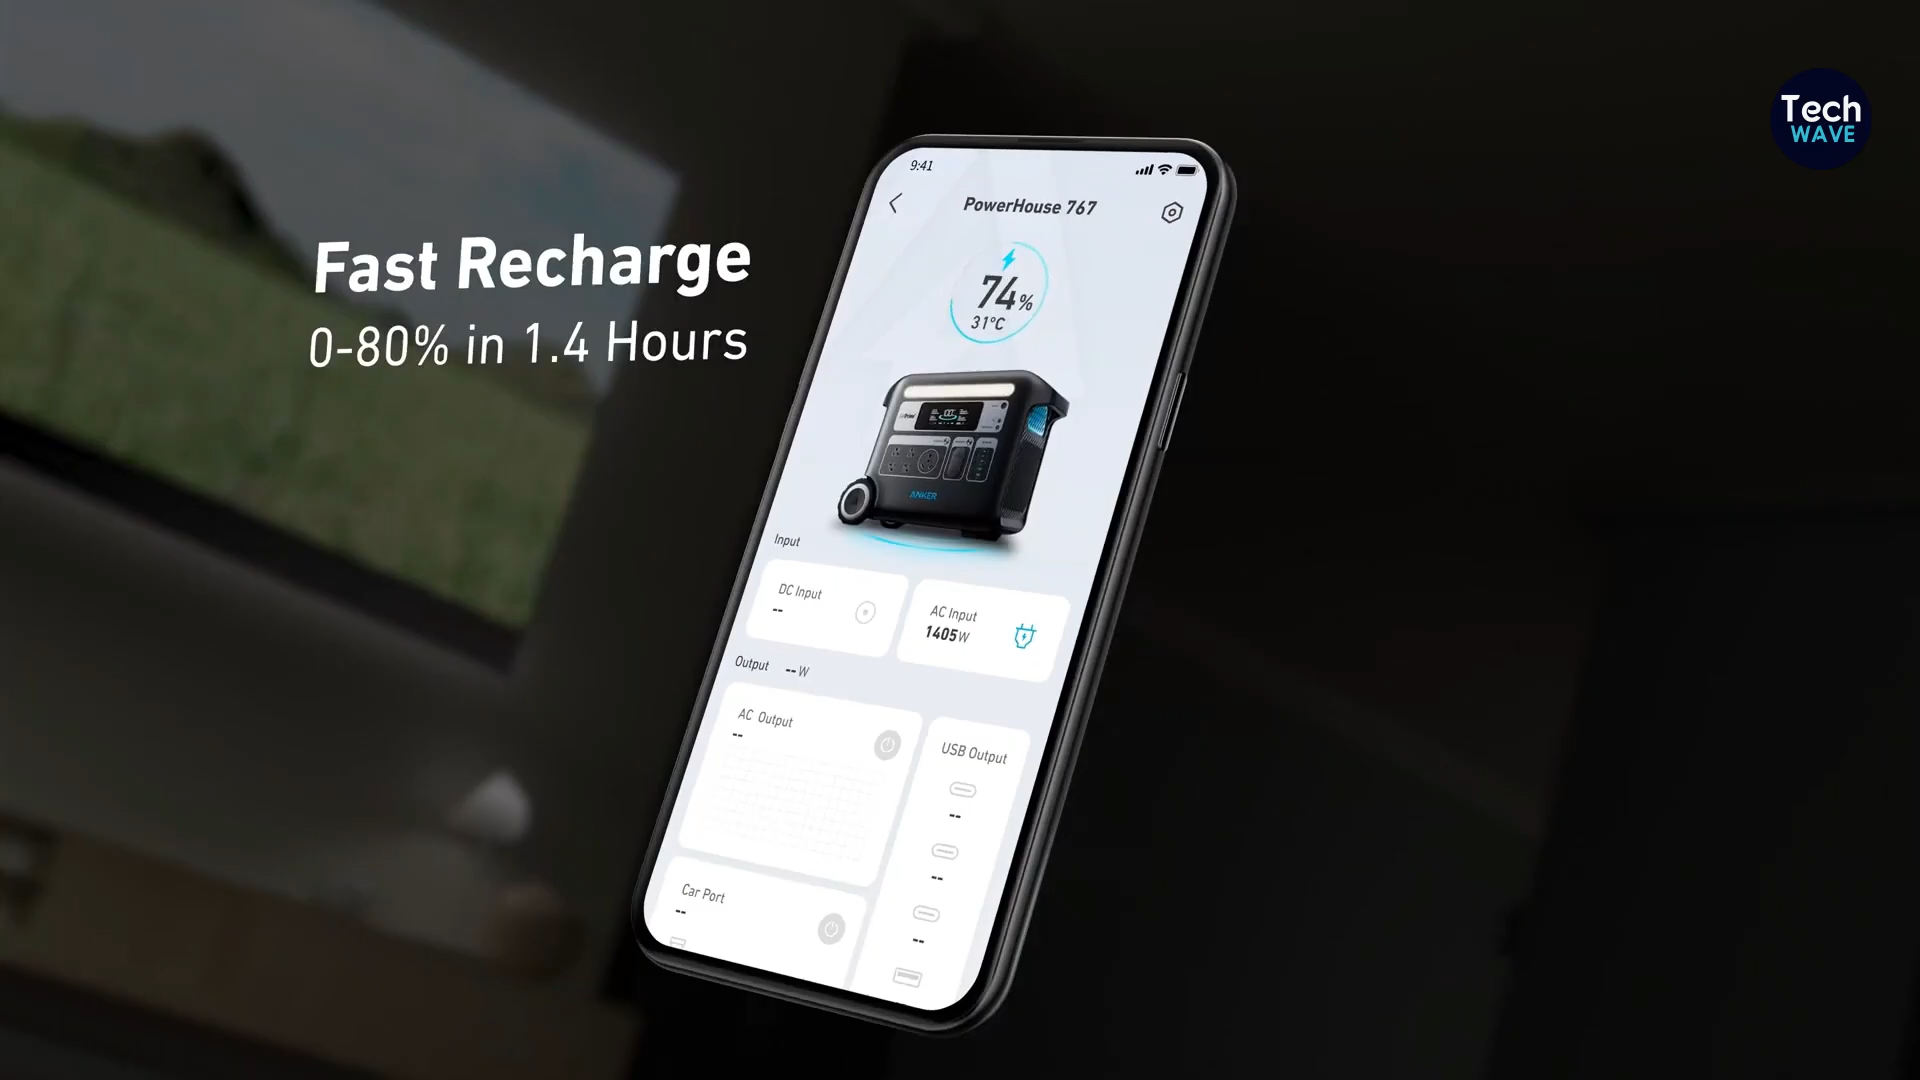 Tech
WAVE
Fast Recharge
0-80% in 1.4 Hours
9:41
PowerHouse 767
74%
31°C
ANKER
Input
DC Input
--
AC Input
1405W
Output -- W
AC Output
--
USB Output
--
--
--
Car Port
--